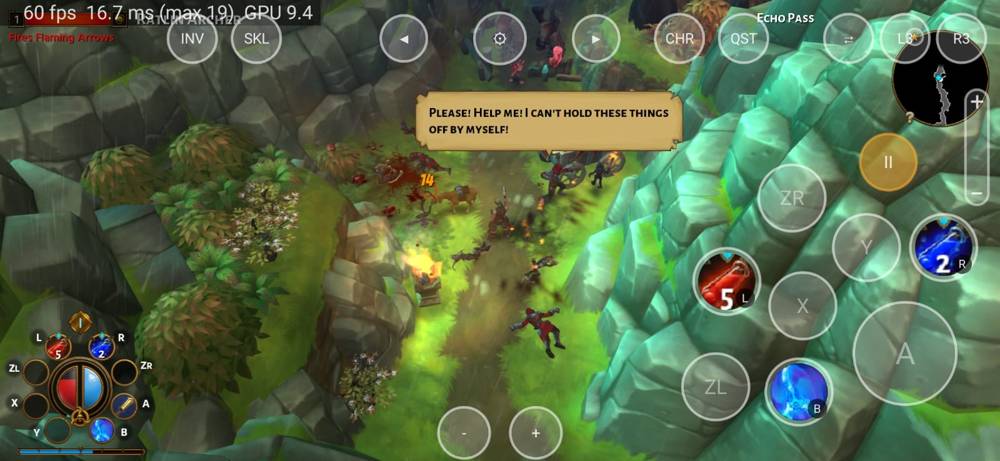 60 fps 16.7 ms (max 19), GPU 9.4
Fires Flaming Arrows
INV
SKL
CHR
QST
Echo Pass
L3
R3
Please! Help me! I can't hold these things
off by myself!
14
?
+
-
ZR
Y
2 R
5 L
X
A
ZL
B
L
R
5
2
ZL
ZR
X
A
Y
B
-
+